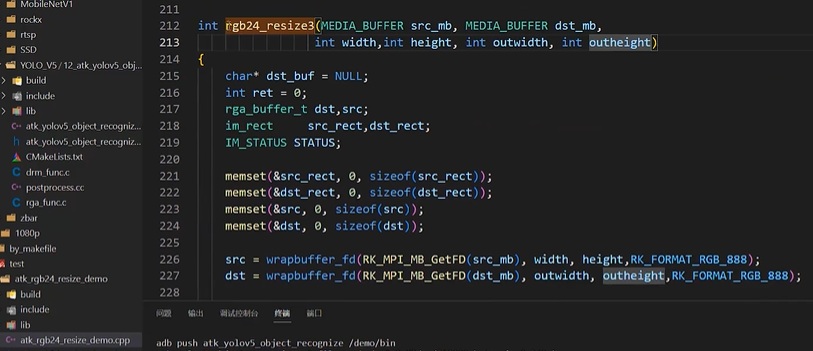 MobileNetV1
rockx
rtsp
SSD
YOLO_V5 / 12_atk_yolov5_obj...
build
include
lib
atk_yolov5_object_recogniz...
h atk_yolov5_object_recogniz...
CMakeLists.txt
drm_func.c
postprocess.cc
rga_func.c
zbar
1080p
by_makefile
test
atk_rgb24_resize_demo
build
include
lib
atk_rgb24_resize_demo.cpp
211
212 int rgb24_resize3(MEDIA_BUFFER src_mb, MEDIA_BUFFER dst_mb,
213 int width,int height, int outwidth, int outheight)
214 {
215 char* dst_buf = NULL;
216 int ret = 0;
217 rga_buffer_t dst,src;
218 im_rect src_rect,dst_rect;
219 IM_STATUS STATUS;
220
221 memset(&src_rect, 0, sizeof(src_rect));
222 memset(&dst_rect, 0, sizeof(dst_rect));
223 memset(&src, 0, sizeof(src));
224 memset(&dst, 0, sizeof(dst));
225
226 src = wrapbuffer_fd(RK_MPI_MB_GetFD(src_mb), width, height,RK_FORMAT_RGB_888);
227 dst = wrapbuffer_fd(RK_MPI_MB_GetFD(dst_mb), outwidth, outheight,RK_FORMAT_RGB_888);
228
问题 输出 调试控制台 终端 端口
adb push atk_yolov5_object_recognize /demo/bin